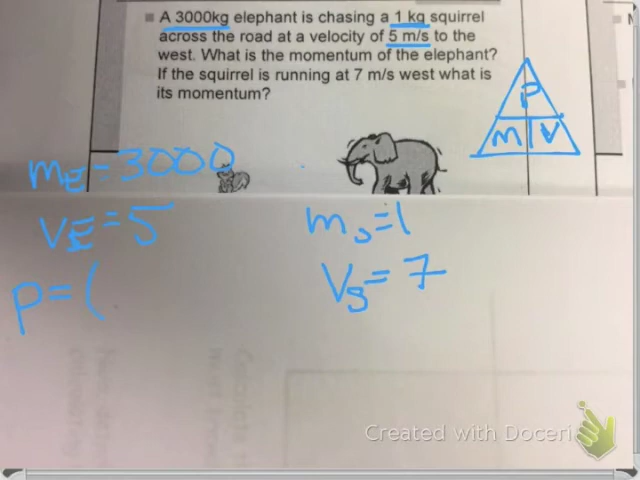 A 3000kg elephant is chasing a 1 kg squirrel
across the road at a velocity of 5 m/s to the
west. What is the momentum of the elephant?
If the squirrel is running at 7 m/s west what is
its momentum?
P
m V
mE=3000
VE=5
P=(
ms=1
Vs=7
Created with Doceri